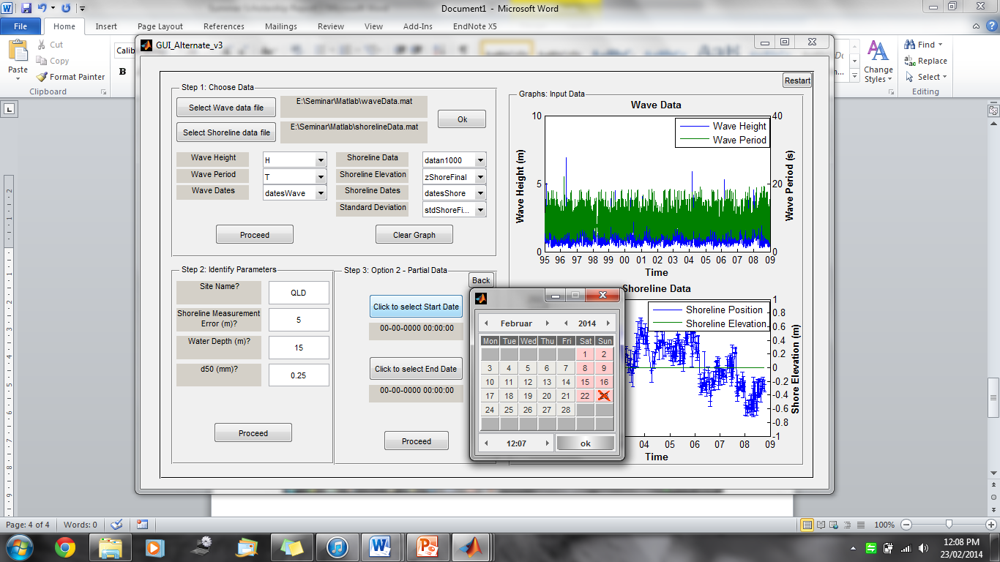 Document1 - Microsoft Word
File
Home
Insert
Page Layout
References
Mailings
Review
View
Add-Ins
EndNote X5
Paste
Cut
Copy
Format Painter
Clipboard
Calib
B
Change
Styles
Find
Replace
Select
Editing
GUI_Alternate_v3
Restart
Step 1: Choose Data
Select Wave data file
E:\Seminar\Matlab\waveData.mat
Ok
Select Shoreline data file
E:\Seminar\Matlab\shorelineData.mat
Wave Height
H
Shoreline Data
datan1000
Wave Period
T
Shoreline Elevation
zShoreFinal
Wave Dates
datesWave
Shoreline Dates
datesShore
Standard Deviation
stdShoreFi...
Proceed
Clear Graph
Step 2: Identify Parameters
Site Name?
QLD
Shoreline Measurement
Error (m)?
5
Water Depth (m)?
15
d50 (mm)?
0.25
Proceed
Step 3: Option 2 - Partial Data
Back
Click to select Start Date
00-00-0000 00:00:00
Click to select End Date
00-00-0000 00:00:00
Proceed
Graphs: Input Data
Wave Data
Wave Height
Wave Period
10
5
0
Wave Height (m)
40
20
0
Wave Period (s)
95 96 97 98 99 00 01 02 03 04 05 06 07 08 09
Time
Shoreline Data
Shoreline Position
Shoreline Elevation
1
0.8
0.6
0.4
0.2
0
-0.2
-0.4
-0.6
-0.8
-1
Shore Elevation (m)
04 05 06 07 08 09
Time
Februar
2014
Mon Tue Wed Thu Fri Sat Sun
1 2
3 4 5 6 7 8 9
10 11 12 13 14 15 16
17 18 19 20 21 22
24 25 26 27 28
12:07
ok
Page: 4 of 4
Words: 0
100%
12:08 PM
23/02/2014